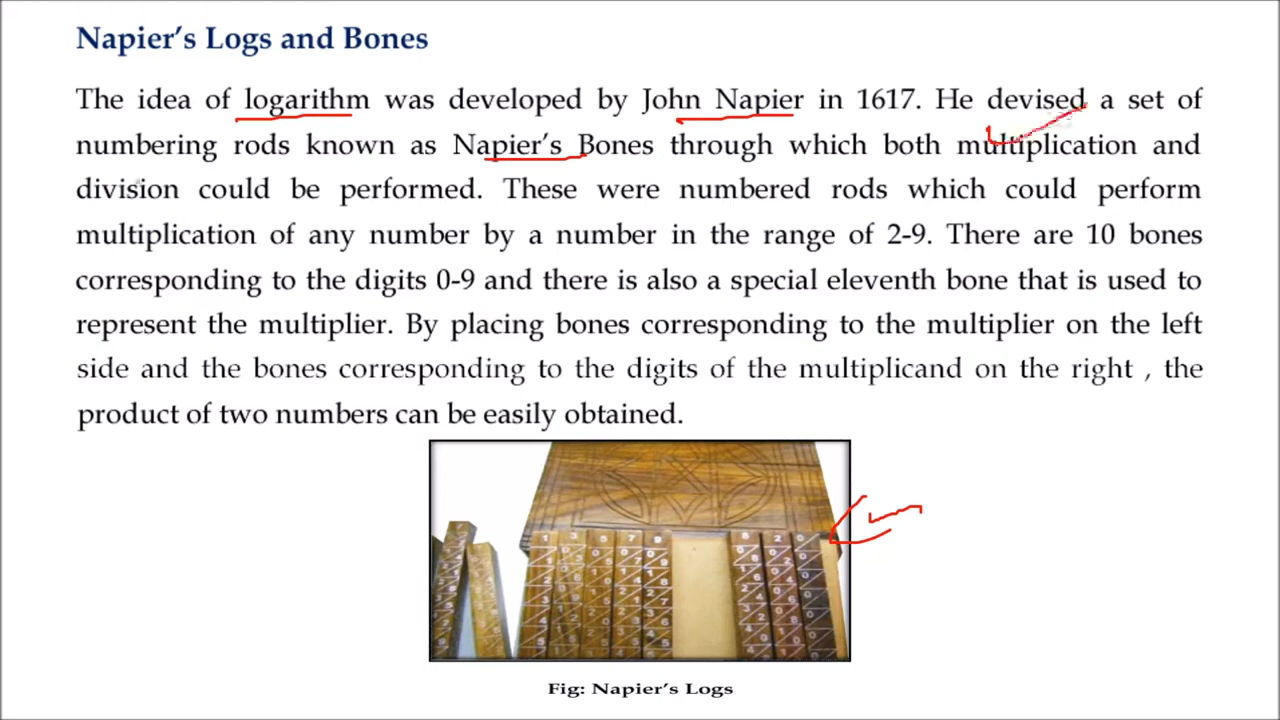 Napier's Logs and Bones
The idea of logarithm was developed by John Napier in 1617. He devised a set of
numbering rods known as Napier's Bones through which both multiplication and
division could be performed. These were numbered rods which could perform
multiplication of any number by a number in the range of 2-9. There are 10 bones
corresponding to the digits 0-9 and there is also a special eleventh bone that is used to
represent the multiplier. By placing bones corresponding to the multiplier on the left
side and the bones corresponding to the digits of the multiplicand on the right , the
product of two numbers can be easily obtained.
Fig: Napier's Logs